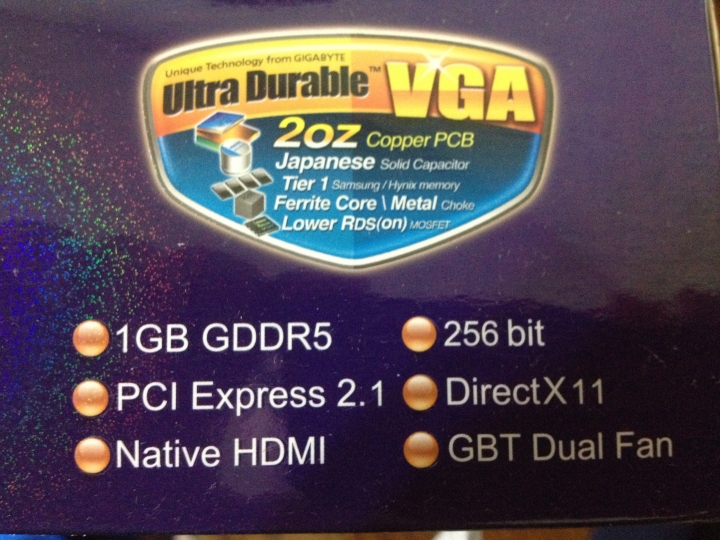 Unique Technology from GIGABYTE
Ultra Durable™ VGA
2oz Copper PCB
Japanese Solid Capacitor
Tier 1 Samsung / Hynix memory
Ferrite Core \ Metal Choke
Lower RDS(on) MOSFET
1GB GDDR5
256 bit
PCI Express 2.1
DirectX 11
Native HDMI
GBT Dual Fan